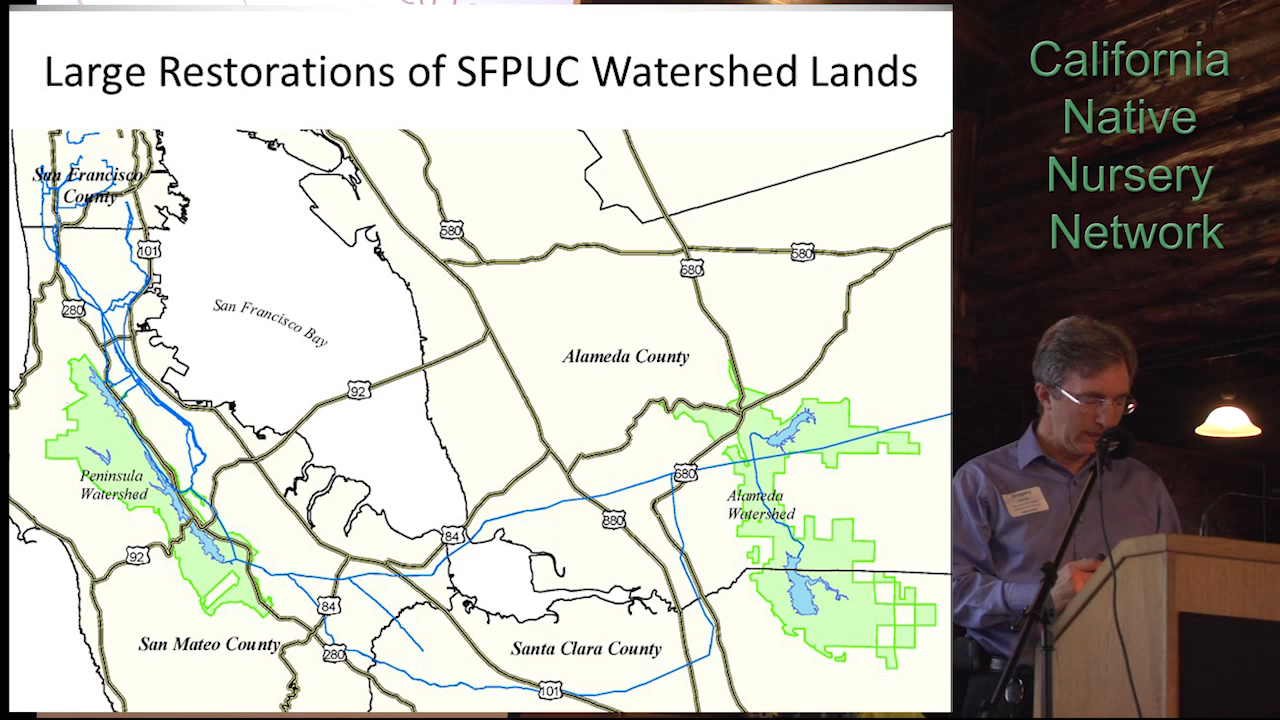 Large Restorations of SFPUC Watershed Lands
San Francisco
County
101
280
San Francisco Bay
92
580
680
580
Alameda County
Peninsula
Watershed
92
84
880
680
Alameda
Watershed
84
280
San Mateo County
Santa Clara County
101
California
Native
Nursery
Network
Gregory